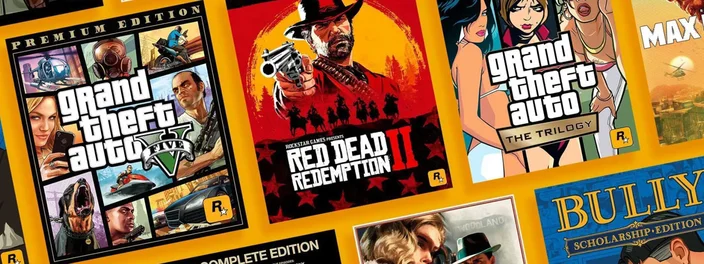 PREMIUM EDITION
grand
theft
auto
V
FIVE
R★
ROCKSTAR GAMES PRESENTS
RED DEAD
REDEMPTION II
R★
grand
theft
auto
THE TRILOGY
R★
MAX
R
COMPLETE EDITION
BULLY
SCHOLARSHIP·EDITION